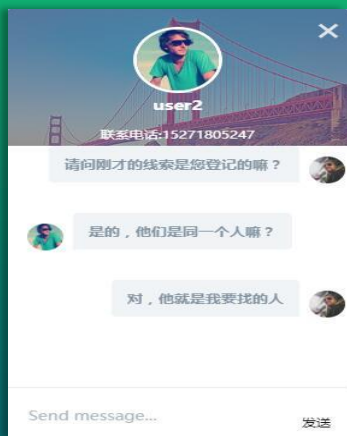 user2
联系电话:15271805247
请问刚才的线索是您登记的嘛？
是的，他们是同一个人嘛？
对，他就是我要找的人
Send message...
发送